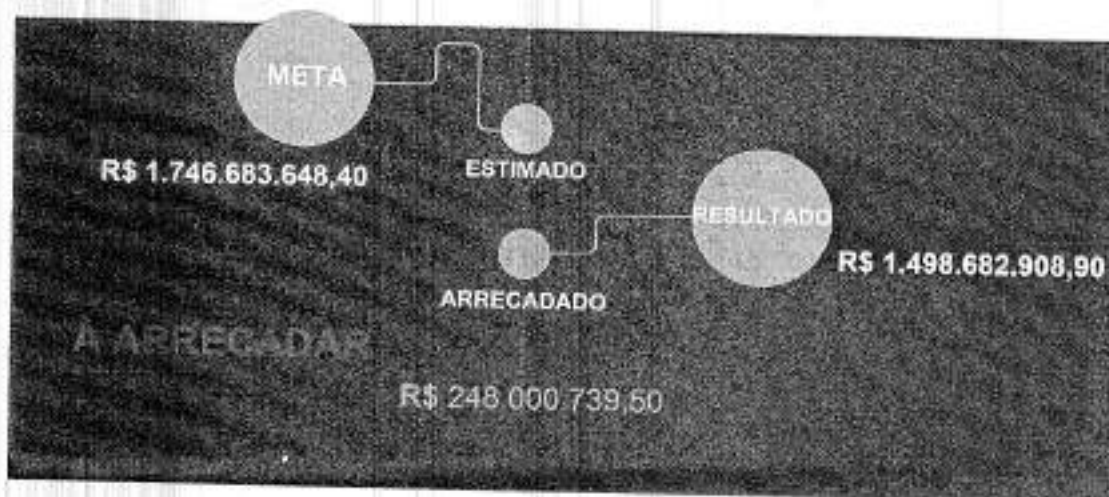 META
R$ 1.746.683.648,40
ESTIMADO
RESULTADO
R$ 1.498.682.908,90
ARRECADADO
A ARRECADAR
R$ 248.000.739,50